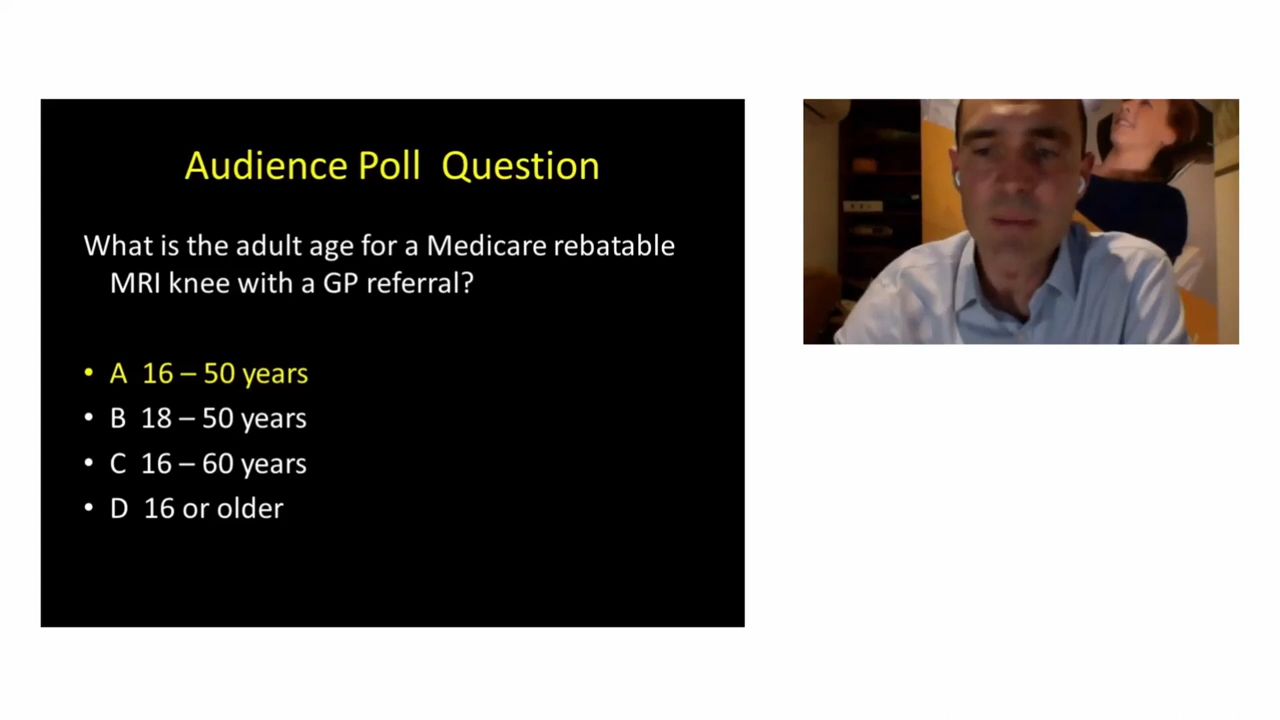 Audience Poll Question
What is the adult age for a Medicare rebatable
MRI knee with a GP referral?
• A 16 – 50 years
• B 18 – 50 years
• C 16 – 60 years
• D 16 or older